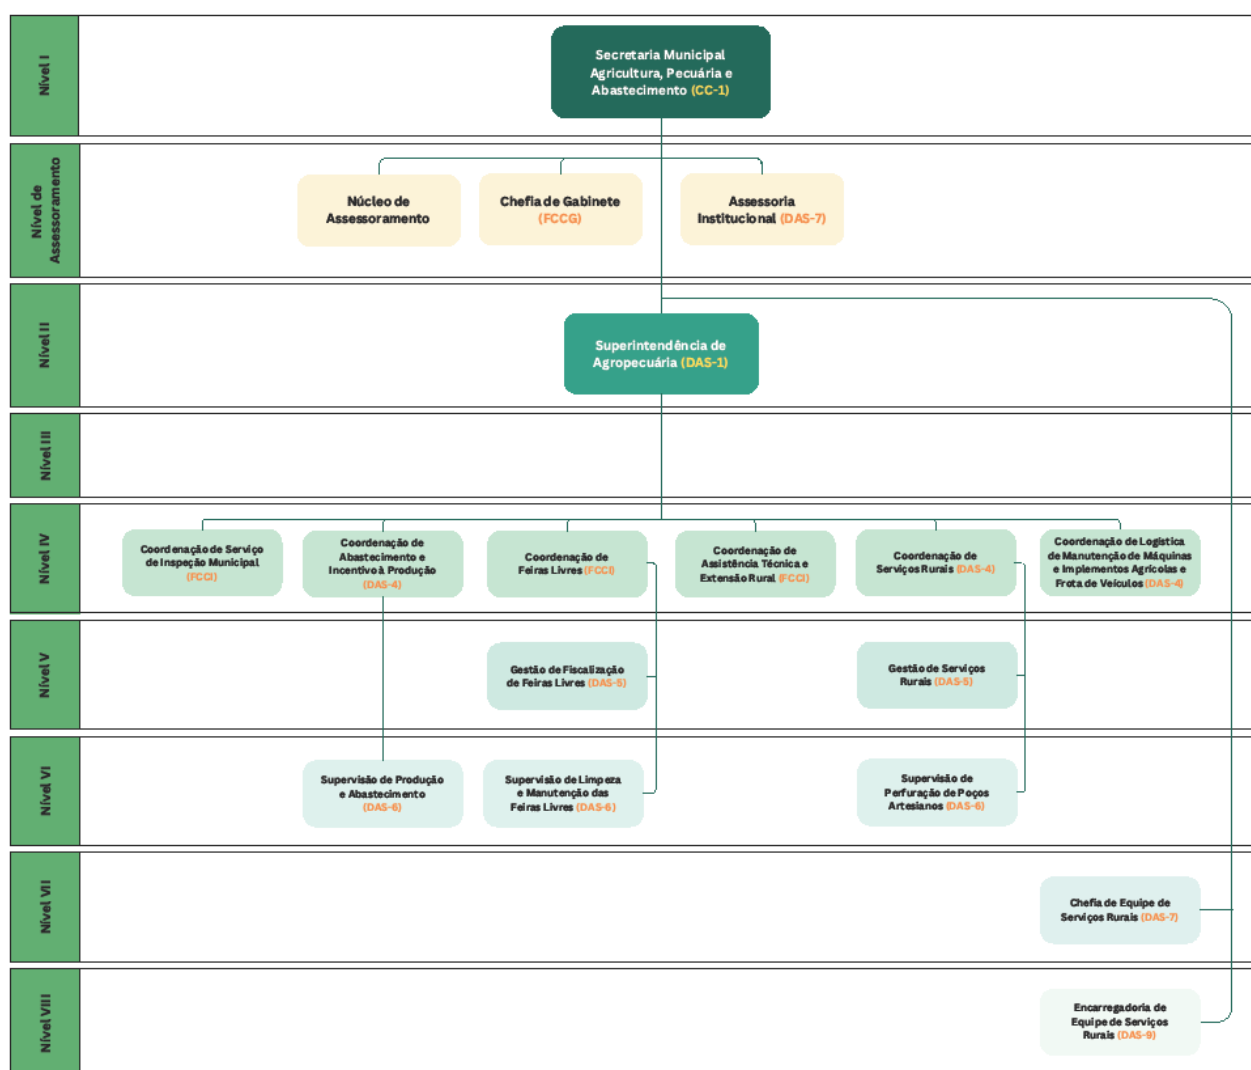 Nível I
Secretaria Municipal
Agricultura, Pecuária e
Abastecimento (CC-1)
Nível de
Assessoramento
Núcleo de
Assessoramento
Chefia de Gabinete
(FCCG)
Assessoria
Institucional (DAS-7)
Nível II
Superintendência de
Agropecuária (DAS-1)
Nível III
Nível IV
Coordenação de Serviço
de Inspeção Municipal
(FCCI)
Coordenação de
Abastecimento e
Incentivo à Produção
(DAS-4)
Coordenação de
Feiras Livres (FCCI)
Coordenação de
Assistência Técnica e
Extensão Rural (FCCI)
Coordenação de
Serviços Rurais (DAS-4)
Coordenação de Logística
de Manutenção de Máquinas
e Implementos Agrícolas e
Frota de Veículos (DAS-4)
Nível V
Gestão de Fiscalização
de Feiras Livres (DAS-5)
Gestão de Serviços
Rurais (DAS-5)
Nível VI
Supervisão de Produção
e Abastecimento
(DAS-6)
Supervisão de Limpeza
e Manutenção das
Feiras Livres (DAS-6)
Supervisão de
Perfuração de Poços
Artesianos (DAS-6)
Nível VII
Chefia de Equipe de
Serviços Rurais (DAS-7)
Nível VIII
Encarregadoria de
Equipe de Serviços
Rurais (DAS-9)